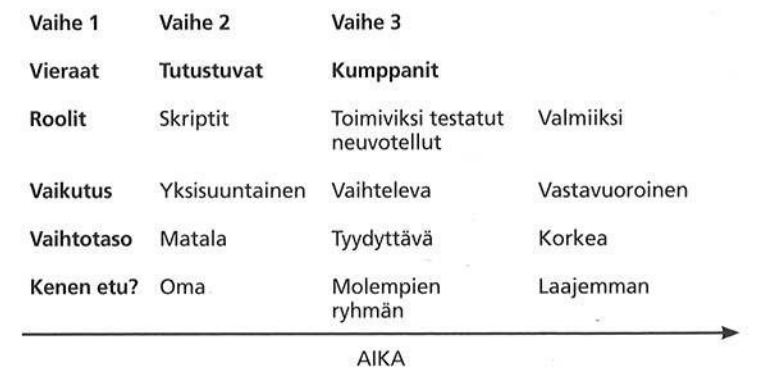 Vaihe 1 Vaihe 2 Vaihe 3
Vieraat Tutustuvat Kumppanit
Roolit Skriptit Toimiviksi testatut Valmiiksi
neuvotellut
Vaikutus Yksisuuntainen Vaihteleva Vastavuoroinen
Vaihtotaso Matala Tyydyttävä Korkea
Kenen etu? Oma Molempien Laajemman
ryhmän
AIKA